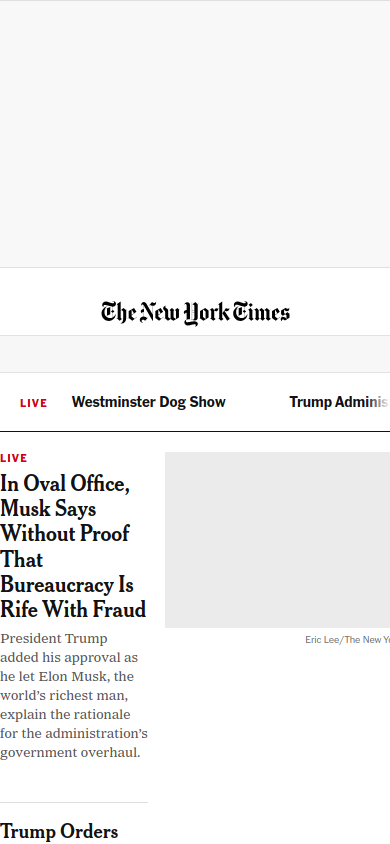 The New York Times
LIVE Westminster Dog Show Trump Adminis
LIVE
In Oval Office,
Musk Says
Without Proof
That
Bureaucracy Is
Rife With Fraud
Eric Lee/The New Yo
President Trump
added his approval as
he let Elon Musk, the
world's richest man,
explain the rationale
for the administration's
government overhaul.
Trump Orders